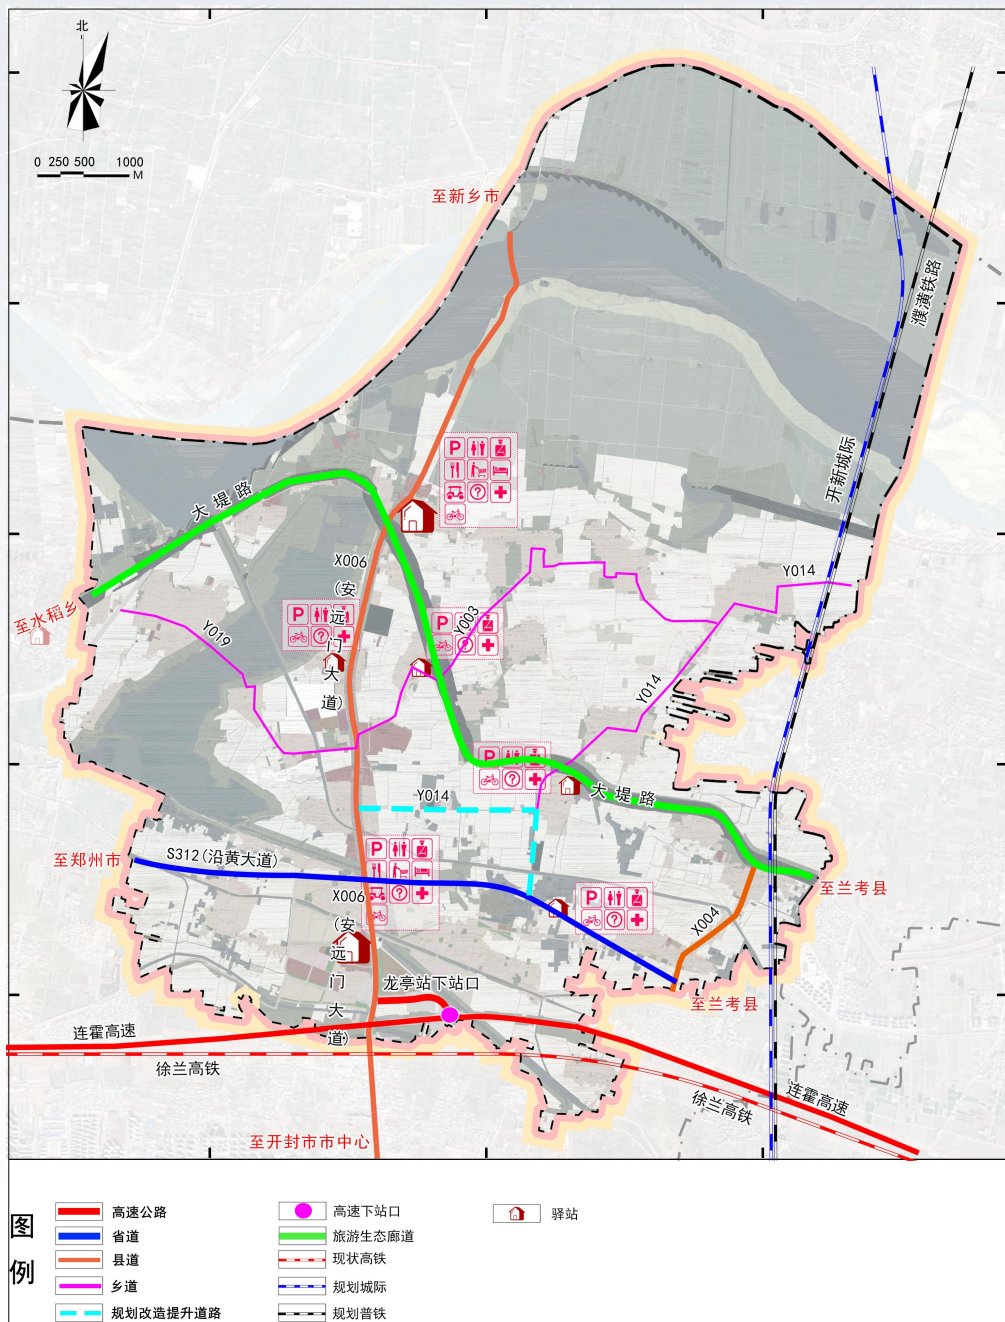 北
0 250 500 1000
M
至新乡市
濮潢铁路
开新城际
大堤路
P
P
X006
(安远门大道)
Y014
至水稻乡
Y019
P
Y003
Y014
P
大堤路
Y014
至郑州市
S312(沿黄大道)
P
至兰考县
X006
(安远门大道)
P
X004
龙亭站下站口
至兰考县
连霍高速
徐兰高铁
连霍高速
徐兰高铁
至开封市市中心
图例
高速公路
高速下站口
驿站
省道
旅游生态廊道
县道
现状高铁
乡道
规划城际
规划改造提升道路
规划普铁